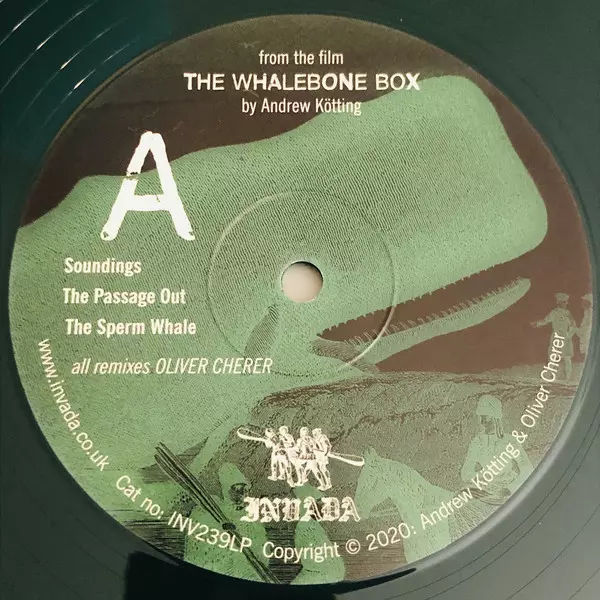 from the film
THE WHALEBONE BOX
by Andrew Kötting
A
Soundings
The Passage Out
The Sperm Whale
all remixes OLIVER CHERER
INVADA
www.invada.co.uk Cat no: INV239LP Copyright © 2020: Andrew Kötting & Oliver Cherer